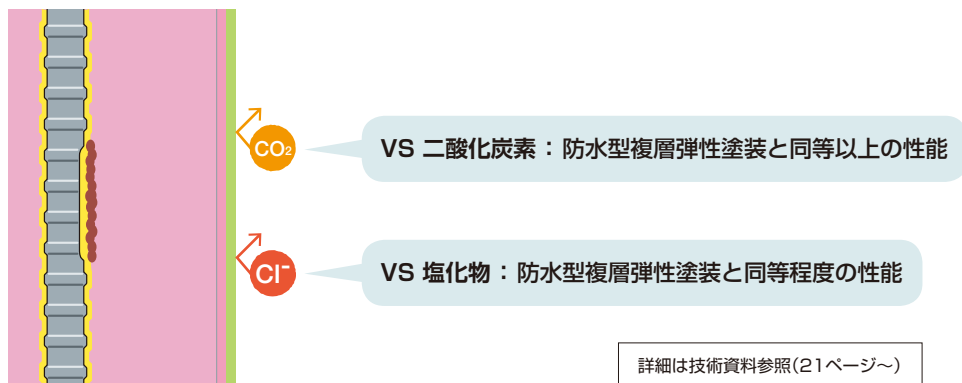 CO₂
VS 二酸化炭素：防水型複層弾性塗装と同等以上の性能
Cl⁻
VS 塩化物：防水型複層弾性塗装と同等程度の性能
詳細は技術資料参照(21ページ〜)